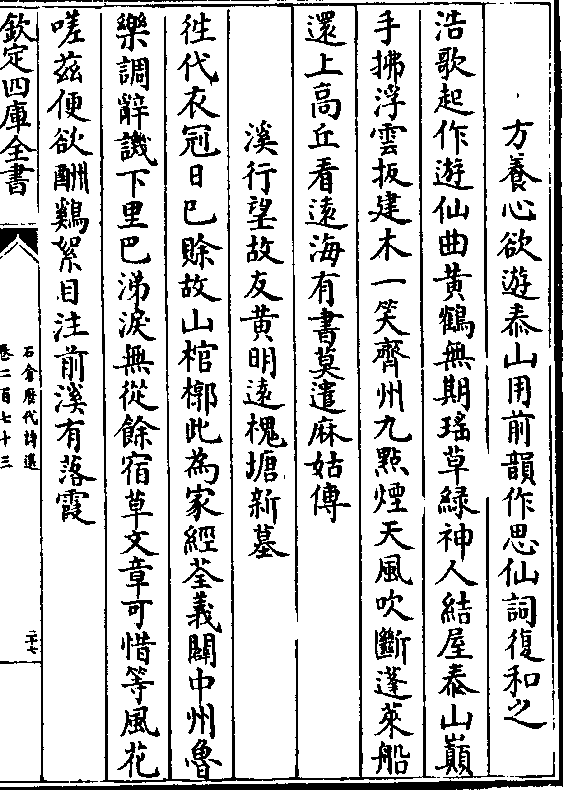 方養心欲遊泰山用前韻作思仙詞復和之
浩歌起作遊仙曲黄鶴無期瑤草緑神人結屋泰山巔
手拂浮雲扳建木一笑齊州九㸃煙天風吹斷蓬萊船
還上高丘看遠海有書莫遣麻姑傳
溪行望故友黄明遠槐塘新墓
徃代衣冠日已賖故山棺槨此為家經荃義闢中州魯
樂調辭譏下里巴涕淚無從餘宿草文章可惜等風花
嗟兹便欲酬鷄絮目注前溪有落霞
欽定四庫全書
石倉歷代詩選
卷二百七十三
二十七